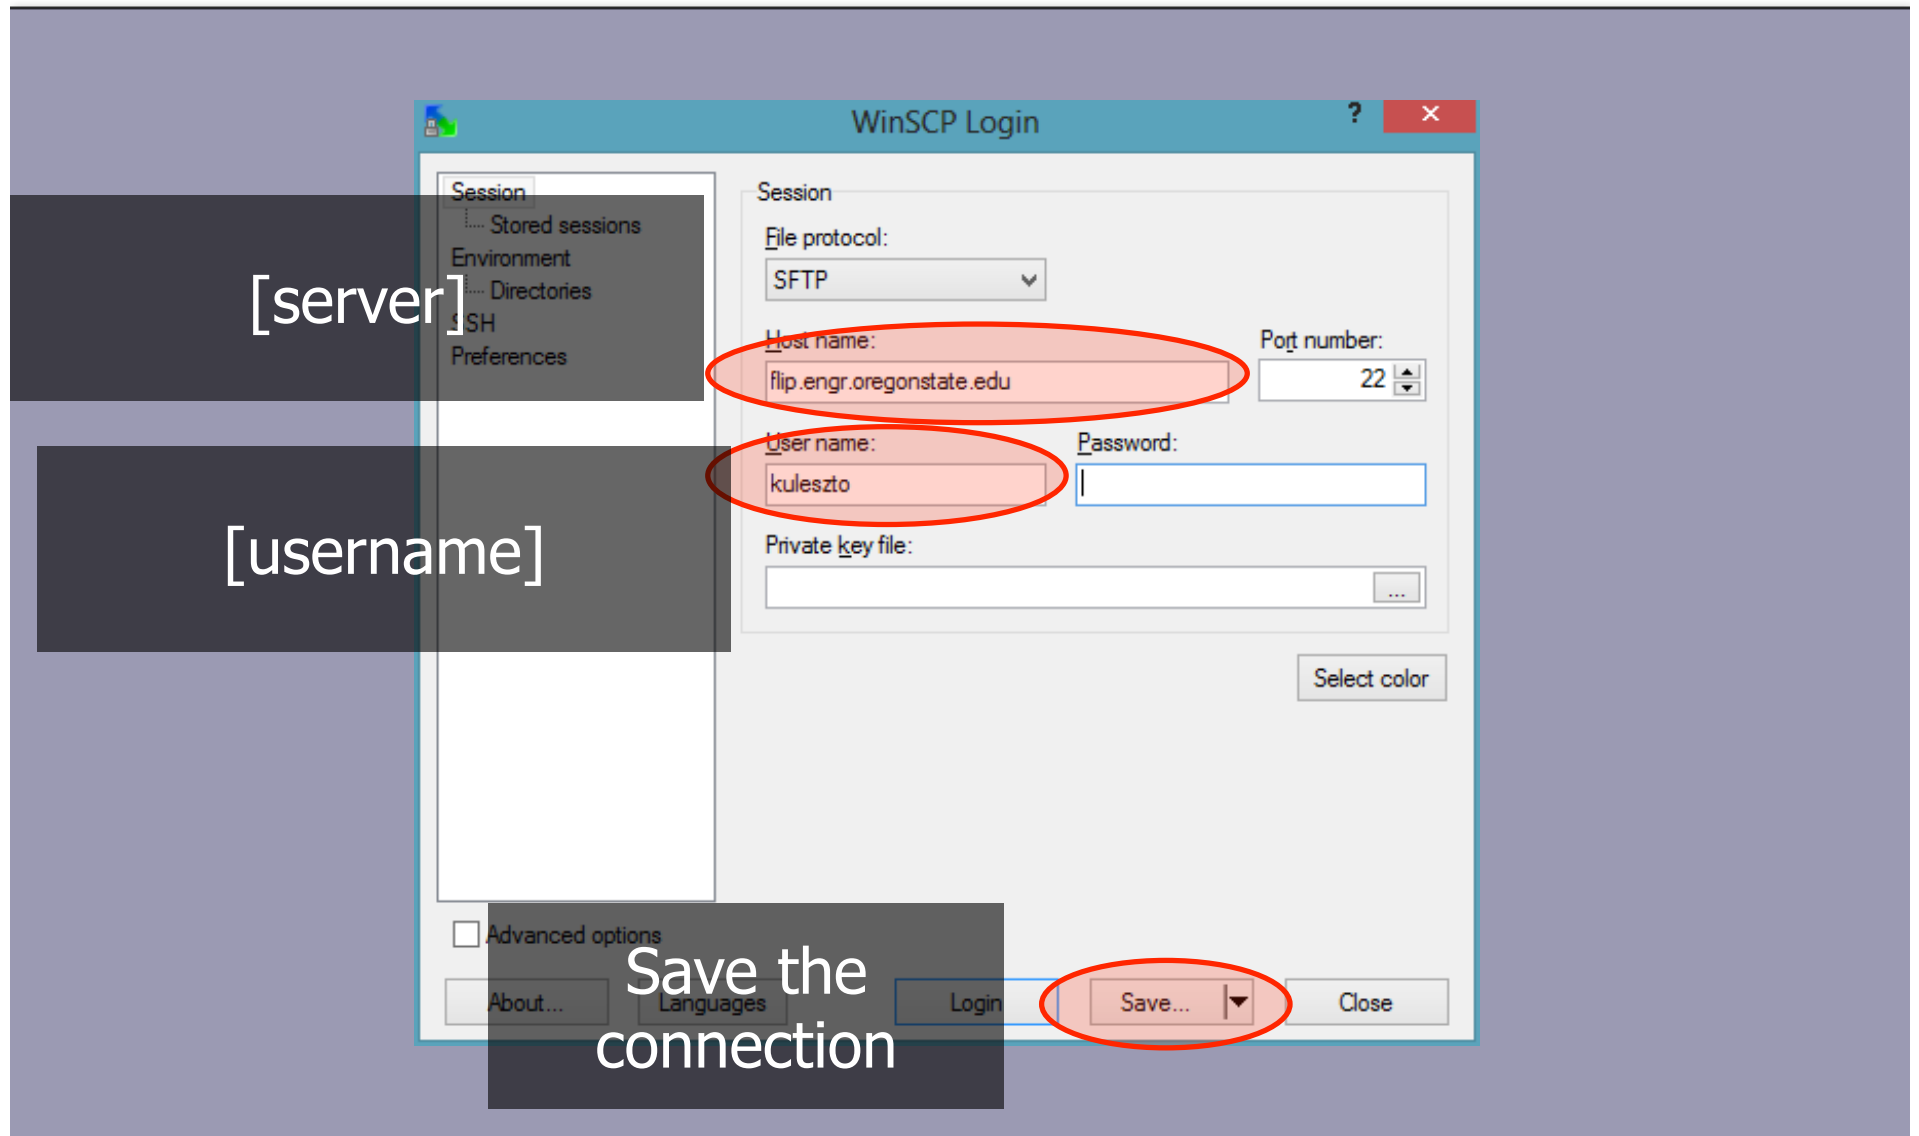 WinSCP Login ?
Session
Stored sessions
Environment
Directories
SSH
Preferences
[server]
[username]
Session
File protocol:
SFTP
Host name: Port number:
flip.engr.oregonstate.edu 22
User name: Password:
kuleszto
Private key file:
...
Select color
Advanced options
Save the
connection
About... Languages Login Save... Close